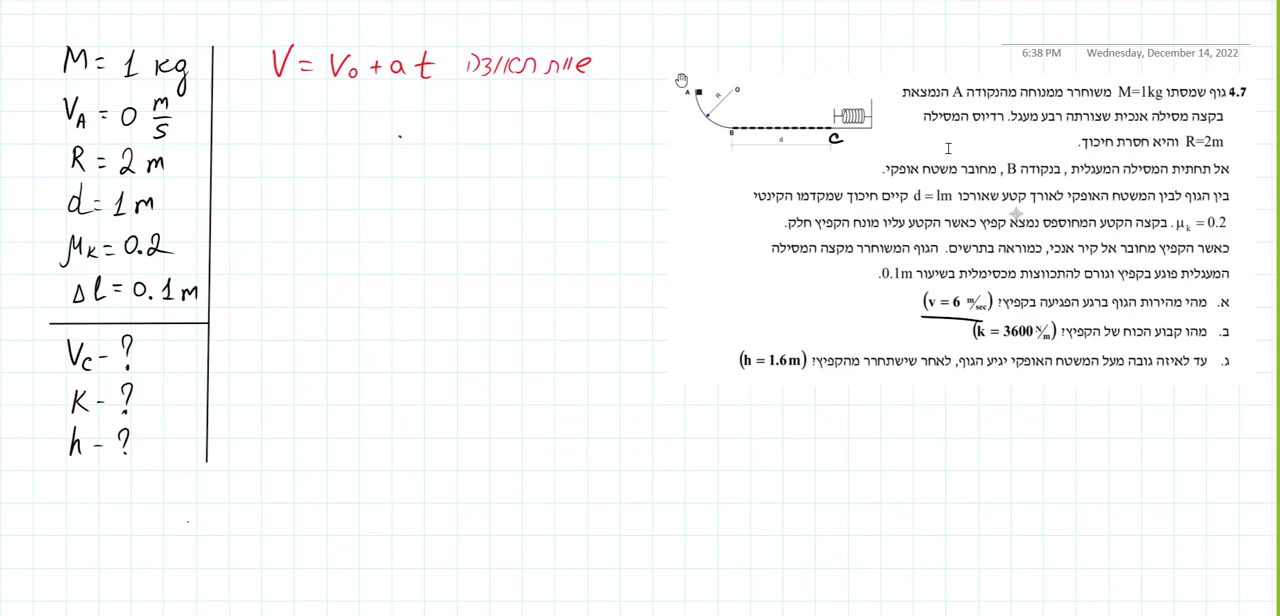 M = 1 kg
V_A = 0 m/s
R = 2 m
d = 1 m
μ_K = 0.2
Δl = 0.1 m
V_C - ?
K - ?
h - ?
V = V_0 + a t
6:38 PM Wednesday, December 14, 2022
4.7 גוף שמסתו M=1kg משוחרר ממנוחה מהנקודה A הנמצאת
בקצה מסילה אנכית שצורתה רבע מעגל. רדיוס המסילה
R=2m והיא חסרת חיכוך.
אל תחתית המסילה המעגלית, בנקודה B, מחובר משטח אופקי.
בין הגוף לבין המשטח האופקי לאורך קטע שאורכו d = lm קיים חיכוך שמקדמו הקינטי
μ_k = 0.2. בקצה הקטע המחוספס נמצא קפיץ כאשר הקטע עליו מונח הקפיץ חלק.
כאשר הקפיץ מחובר אל קיר אנכי, כמוראה בתרשים. הגוף המשוחרר מקצה המסילה
המעגלית פוגע בקפיץ וגורם להתכווצות מכסימלית בשיעור 0.1m.
א. מהי מהירות הגוף ברגע הפגיעה בקפיץ? (v = 6 m/sec)
ב. מהו קבוע הכוח של הקפיץ? (k = 3600 N/m)
ג. עד לאיזה גובה מעל המשטח האופקי יגיע הגוף, לאחר שישתחרר מהקפיץ? (h = 1.6m)
A
R
O
B
C
d